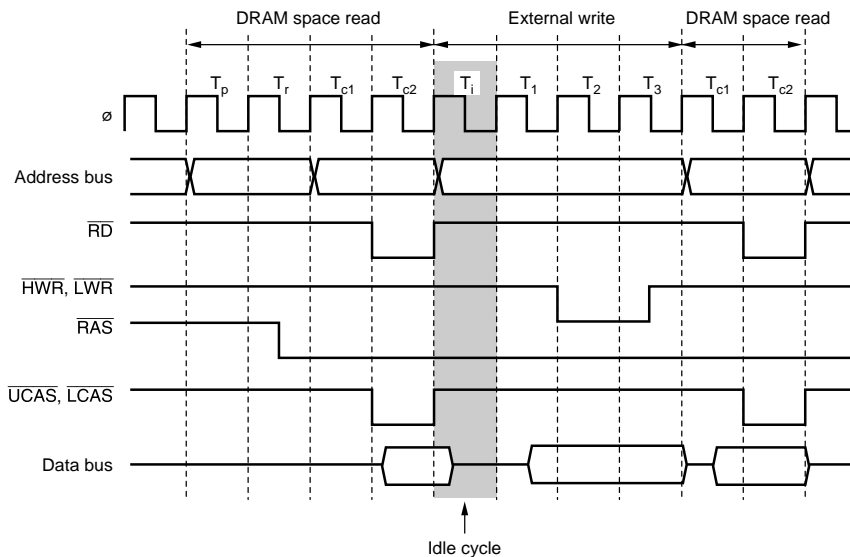 DRAM space read External write DRAM space read
Tp Tr Tc1 Tc2 Ti T1 T2 T3 Tc1 Tc2
ø
Address bus
RD
HWR, LWR
RAS
UCAS, LCAS
Data bus
Idle cycle